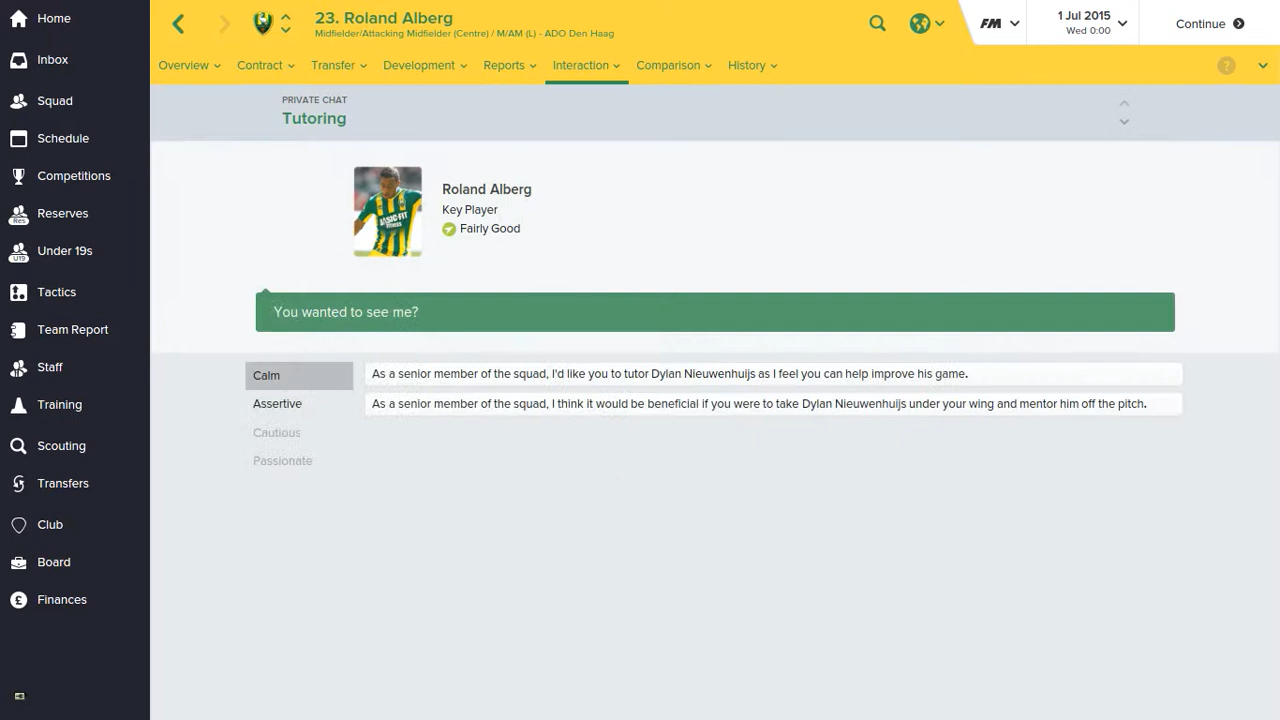 Home
Inbox
Squad
Schedule
Competitions
Reserves
Under 19s
Tactics
Team Report
Staff
Training
Scouting
Transfers
Club
Board
Finances
23. Roland Alberg
Midfielder/Attacking Midfielder (Centre) / M/AM (L) - ADO Den Haag
FM
1 Jul 2015
Wed 0:00
Continue
Overview
Contract
Transfer
Development
Reports
Interaction
Comparison
History
?
PRIVATE CHAT
Tutoring
Roland Alberg
Key Player
Fairly Good
You wanted to see me?
Calm
As a senior member of the squad, I'd like you to tutor Dylan Nieuwenhuijs as I feel you can help improve his game.
Assertive
As a senior member of the squad, I think it would be beneficial if you were to take Dylan Nieuwenhuijs under your wing and mentor him off the pitch.
Cautious
Passionate